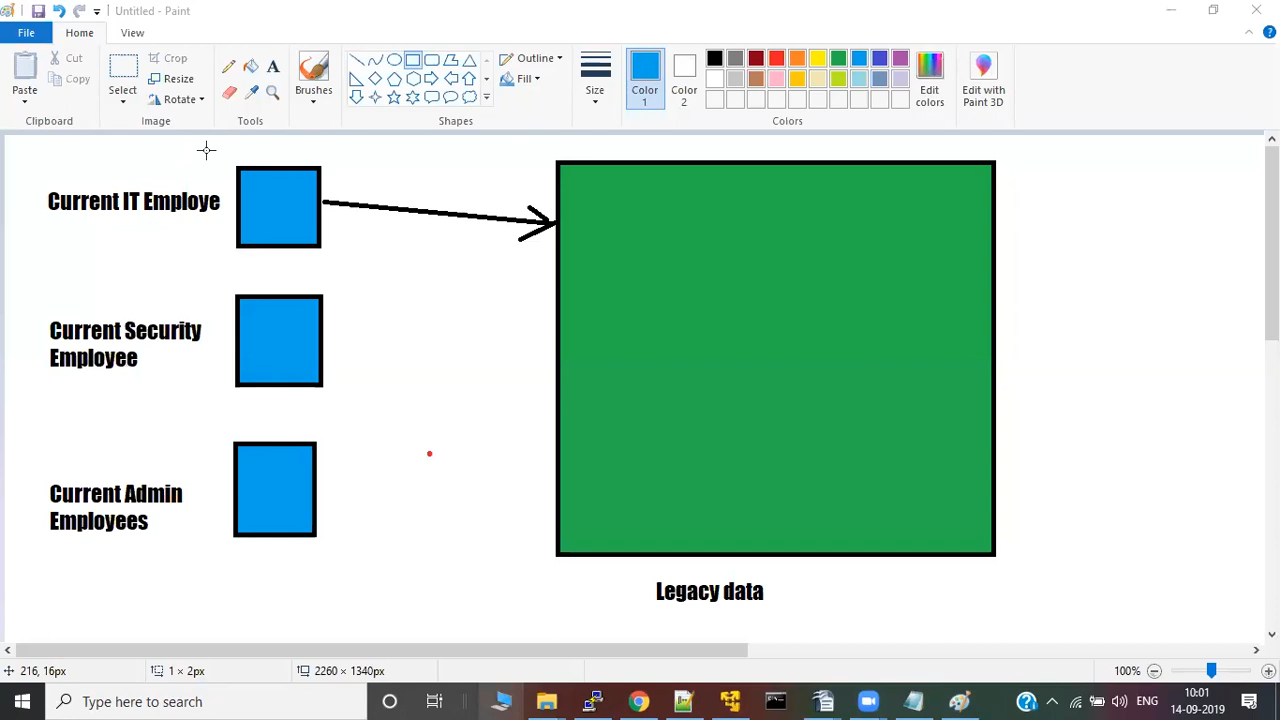 Untitled - Paint
File
Home
View
Paste
Cut
Copy
Clipboard
Select
Crop
Resize
Rotate
Image
A
Tools
Brushes
Outline
Fill
Shapes
Size
Color
1
Color
2
Edit
colors
Colors
Edit with
Paint 3D
Current IT Employe
Current Security
Employee
Current Admin
Employees
Legacy data
216, 16px
1 × 2px
2260 × 1340px
100%
Type here to search
ENG
10:01
14-09-2019